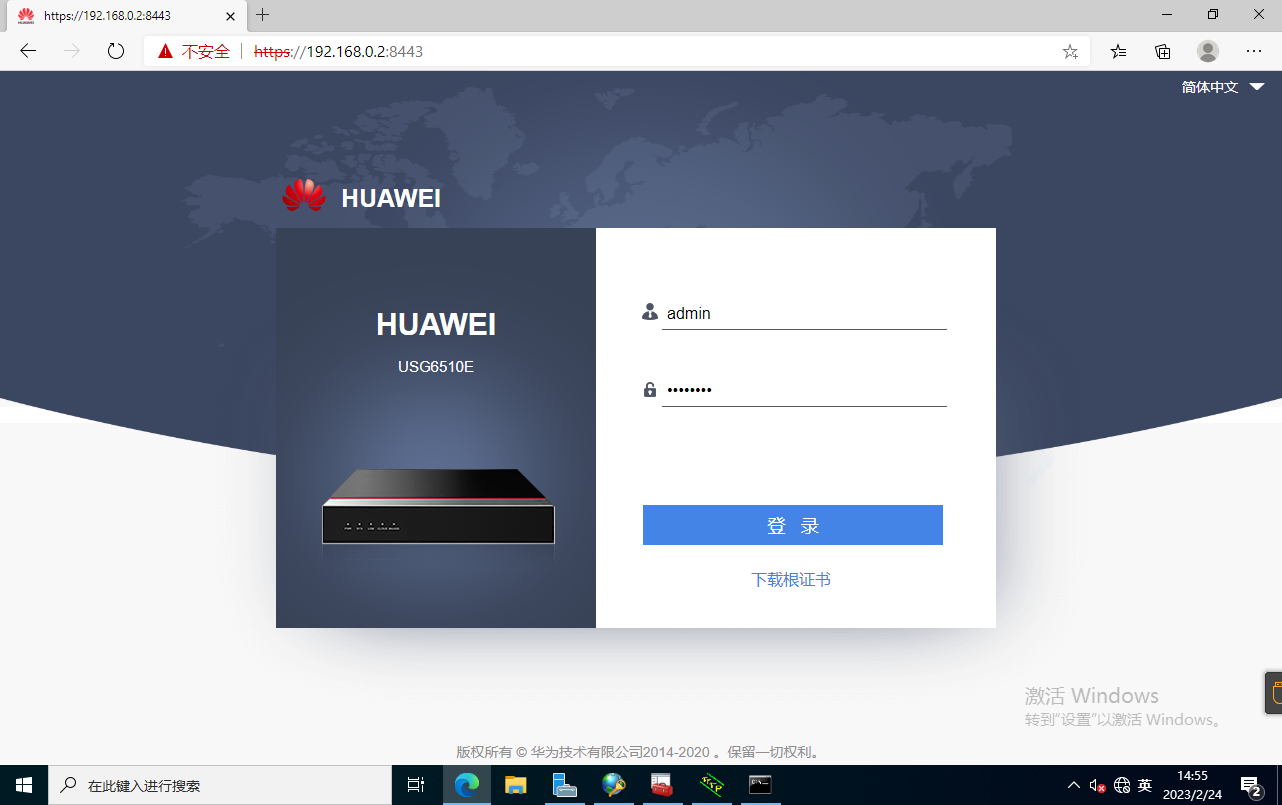 https://192.168.0.2:8443
HUAWEI
不安全 https://192.168.0.2:8443
简体中文
HUAWEI
HUAWEI
USG6510E
admin
••••••••
登 录
下载根证书
激活 Windows
转到“设置”以激活 Windows。
版权所有 © 华为技术有限公司2014-2020 。保留一切权利。
在此键入进行搜索
英
14:55
2023/2/24
2